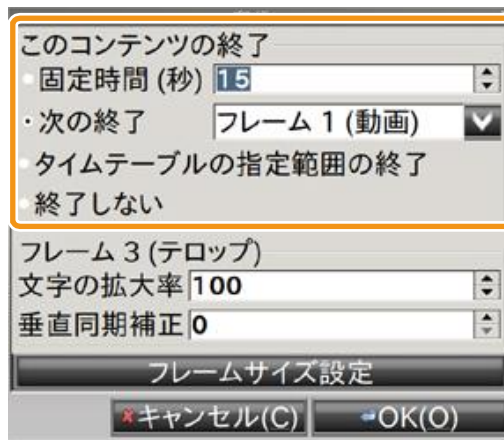 このコンテンツの終了
固定時間 (秒) 15
次の終了 フレーム 1 (動画)
タイムテーブルの指定範囲の終了
終了しない
フレーム 3 (テロップ)
文字の拡大率 100
垂直同期補正 0
フレームサイズ設定
キャンセル(C) OK(O)